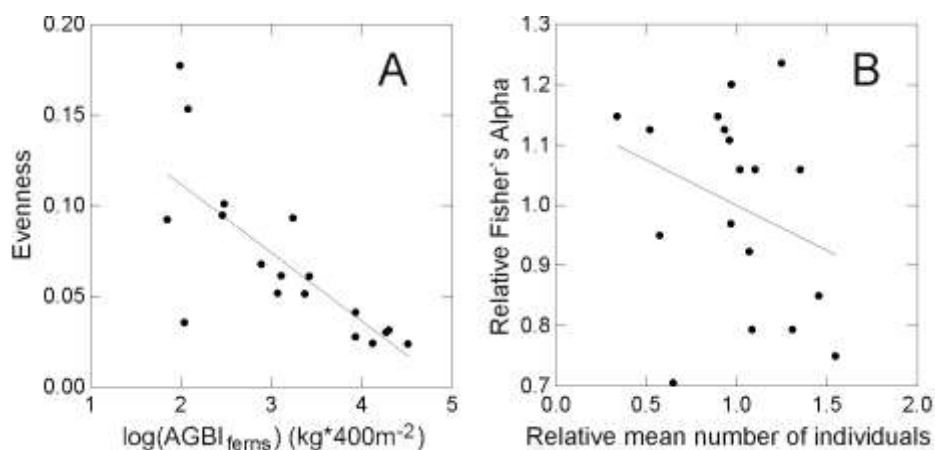 A
Evenness
0.20
0.15
0.10
0.05
0.00
1 2 3 4 5
log(AGBI ferns) (kg*400m-2)
B
Relative Fisher`s Alpha
1.3
1.2
1.1
1.0
0.9
0.8
0.7
0.0 0.5 1.0 1.5 2.0
Relative mean number of individuals